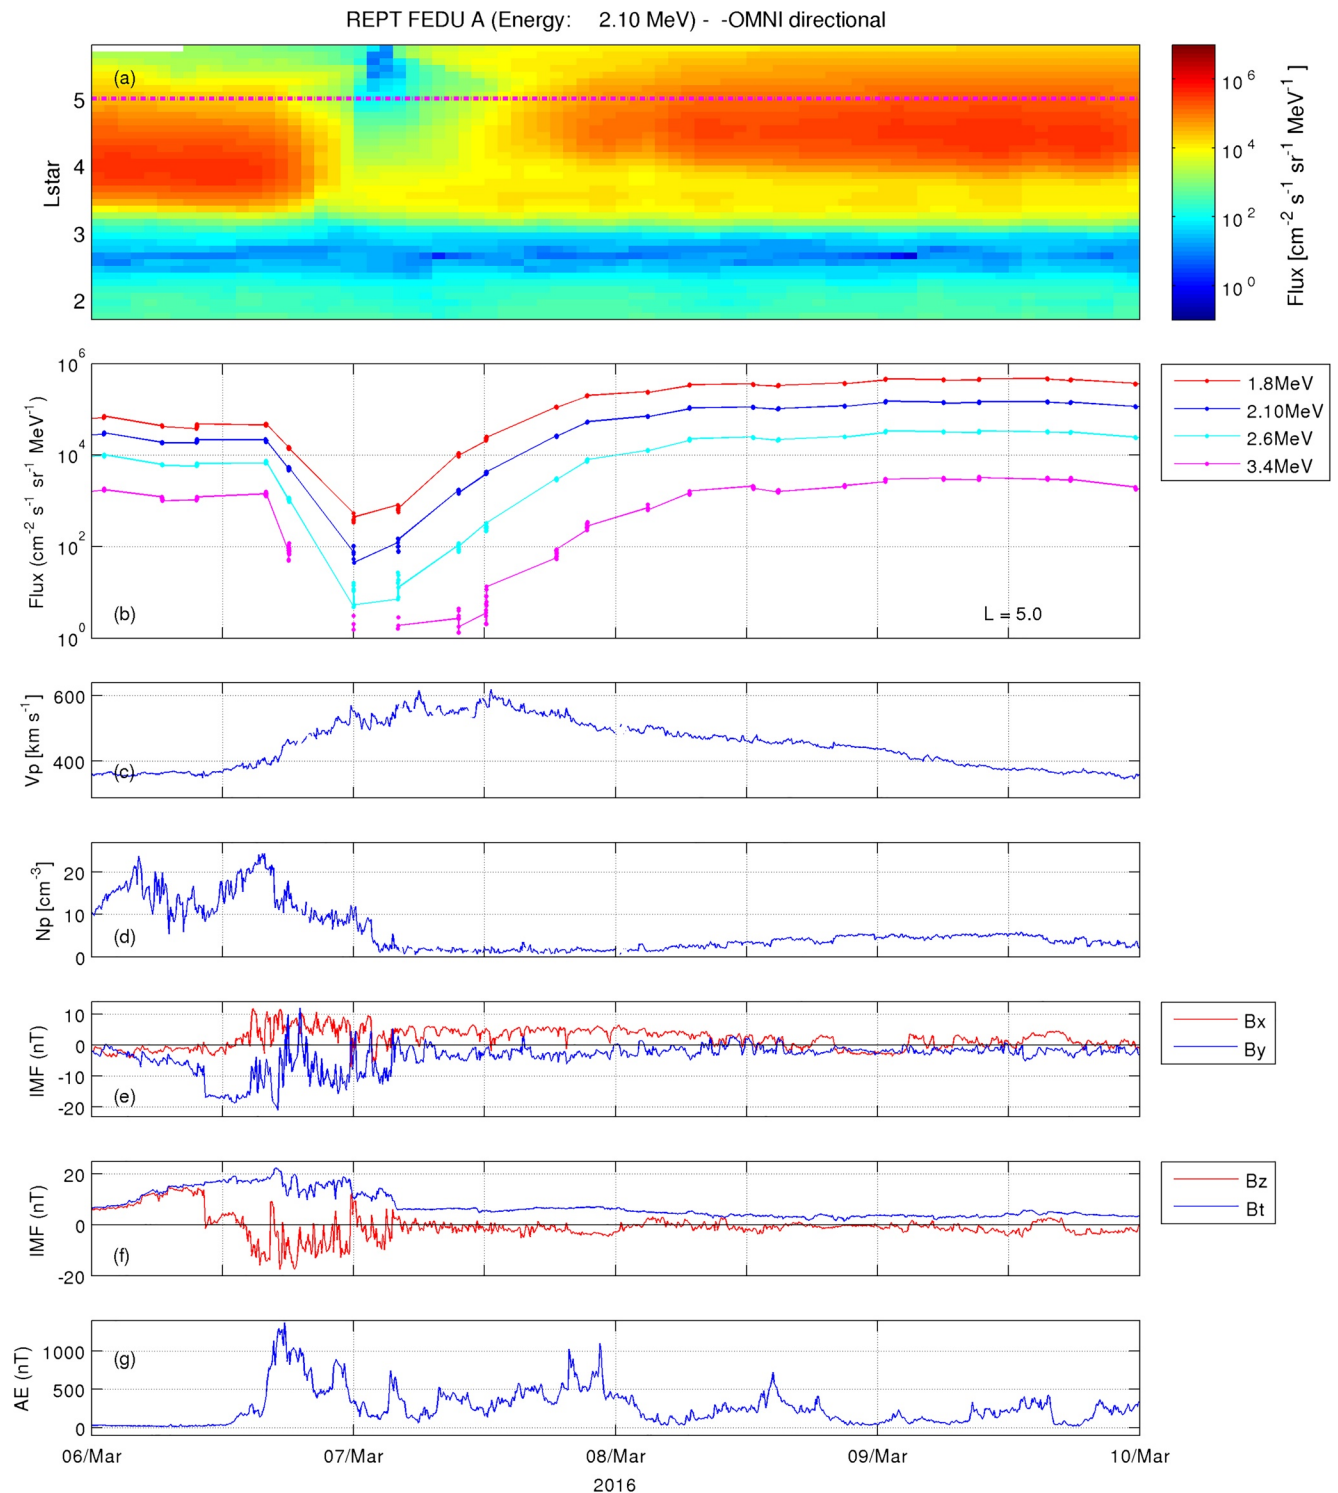 REPT FEDU A (Energy: 2.10 MeV) - -OMNI directional
(a)
Lstar
5
4
3
2
10^6
10^4
10^2
10^0
Flux [cm^-2 s^-1 sr^-1 MeV^-1 ]
10^6
10^4
10^2
10^0
Flux (cm^-2 s^-1 sr^-1 MeV^-1)
(b)
L = 5.0
1.8MeV
2.10MeV
2.6MeV
3.4MeV
Vp [km s^-1]
600
400
(c)
Np [cm^-3]
20
10
0
(d)
IMF (nT)
10
0
-10
-20
(e)
Bx
By
IMF (nT)
20
0
-20
(f)
Bz
Bt
AE (nT)
1000
500
0
(g)
06/Mar 07/Mar 08/Mar 09/Mar 10/Mar
2016